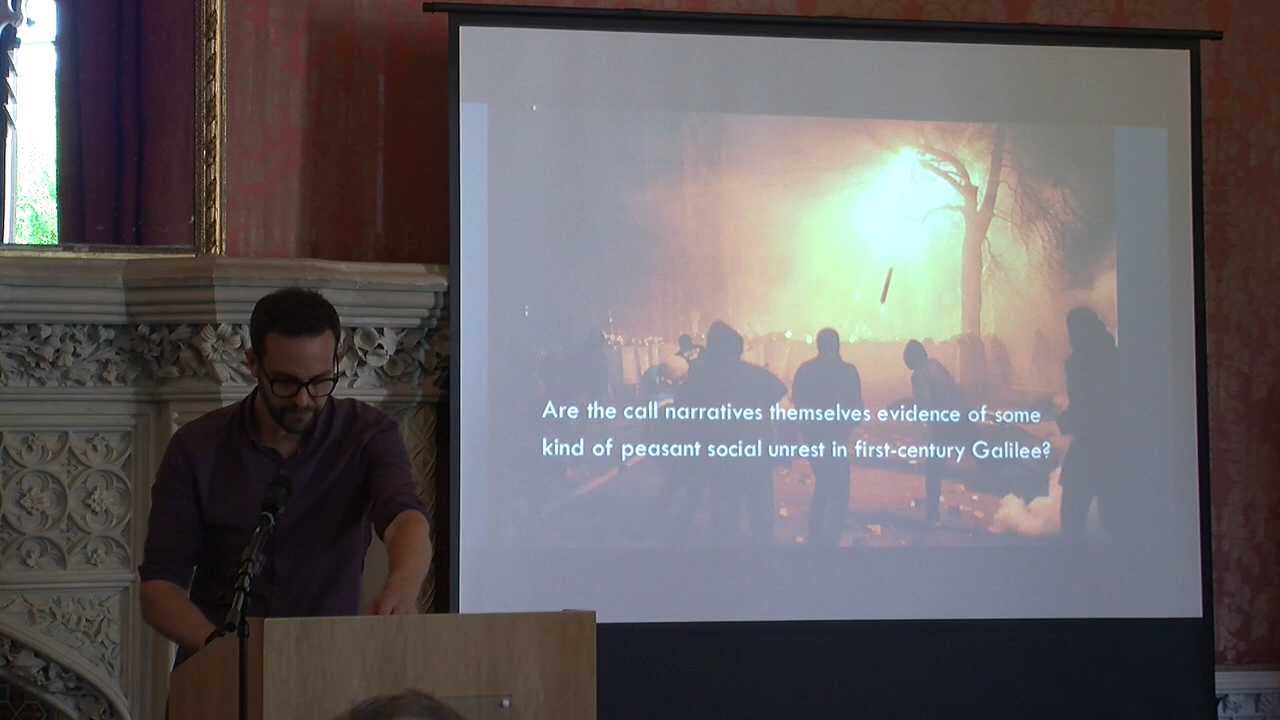 Are the call narratives themselves evidence of some
kind of peasant social unrest in first-century Galilee?